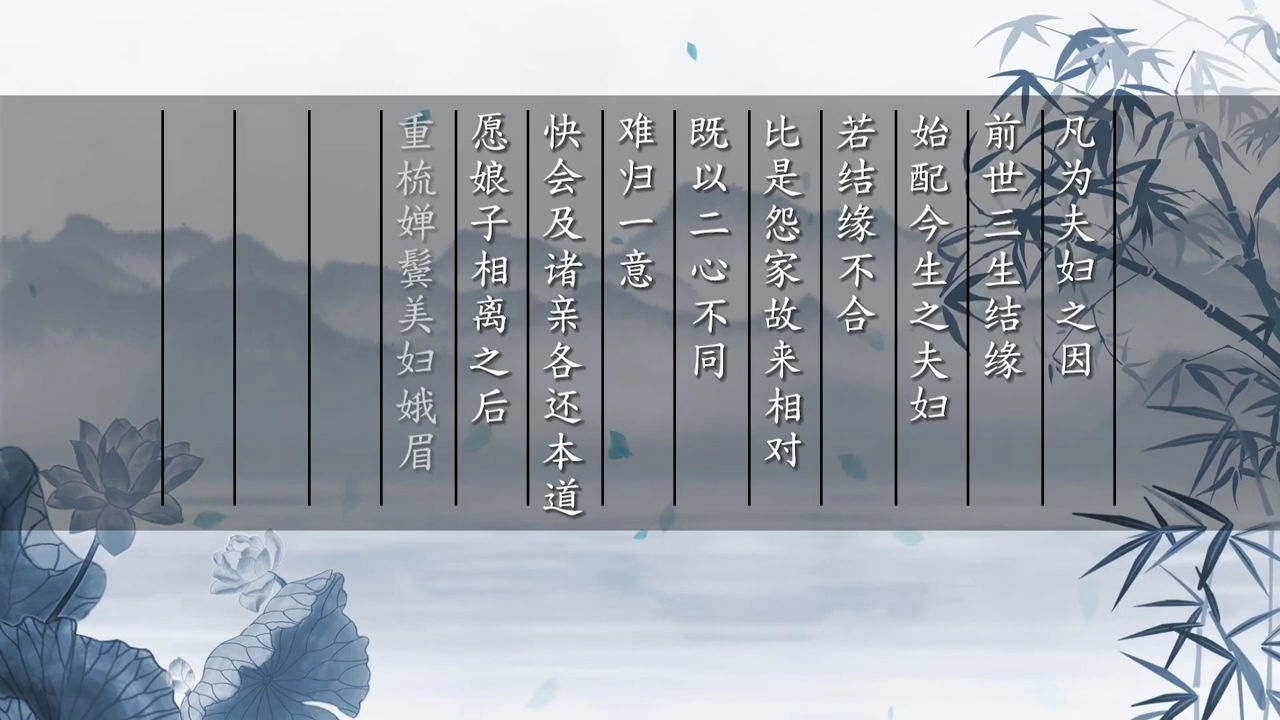 凡为夫妇之因
前世三生结缘
始配今生之夫妇
若结缘不合
比是怨家故来相对
既以二心不同
难归一意
快会及诸亲各还本道
愿娘子相离之后
重梳婵鬓美妇娥眉